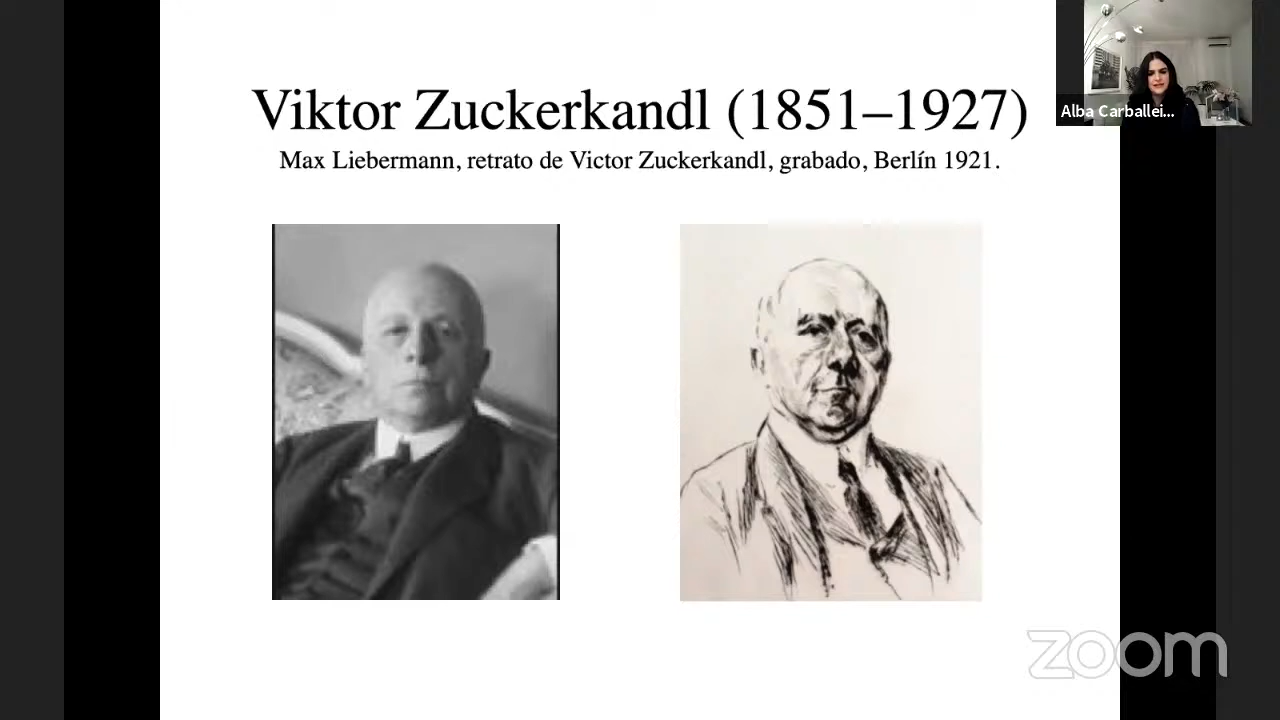 Viktor Zuckerkandl (1851–1927)
Max Liebermann, retrato de Victor Zuckerkandl, grabado, Berlín 1921.
Alba Carballei...
zoom